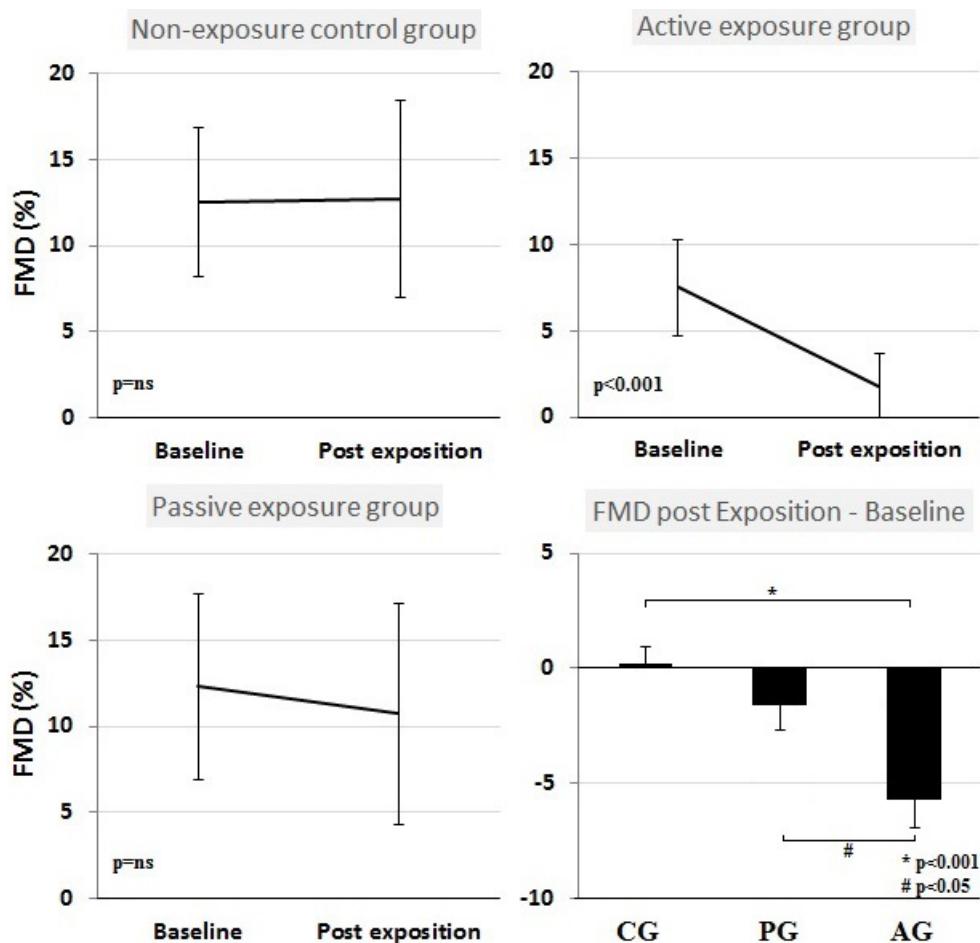 Non-exposure control group
FMD (%)
20
15
10
5
0
p=ns
Baseline Post exposition
Active exposure group
20
15
10
5
0
p<0.001
Baseline Post exposition
Passive exposure group
FMD (%)
20
15
10
5
0
p=ns
Baseline Post exposition
FMD post Exposition - Baseline
5
0
-5
-10
*
#
* p<0.001
# p<0.05
CG PG AG